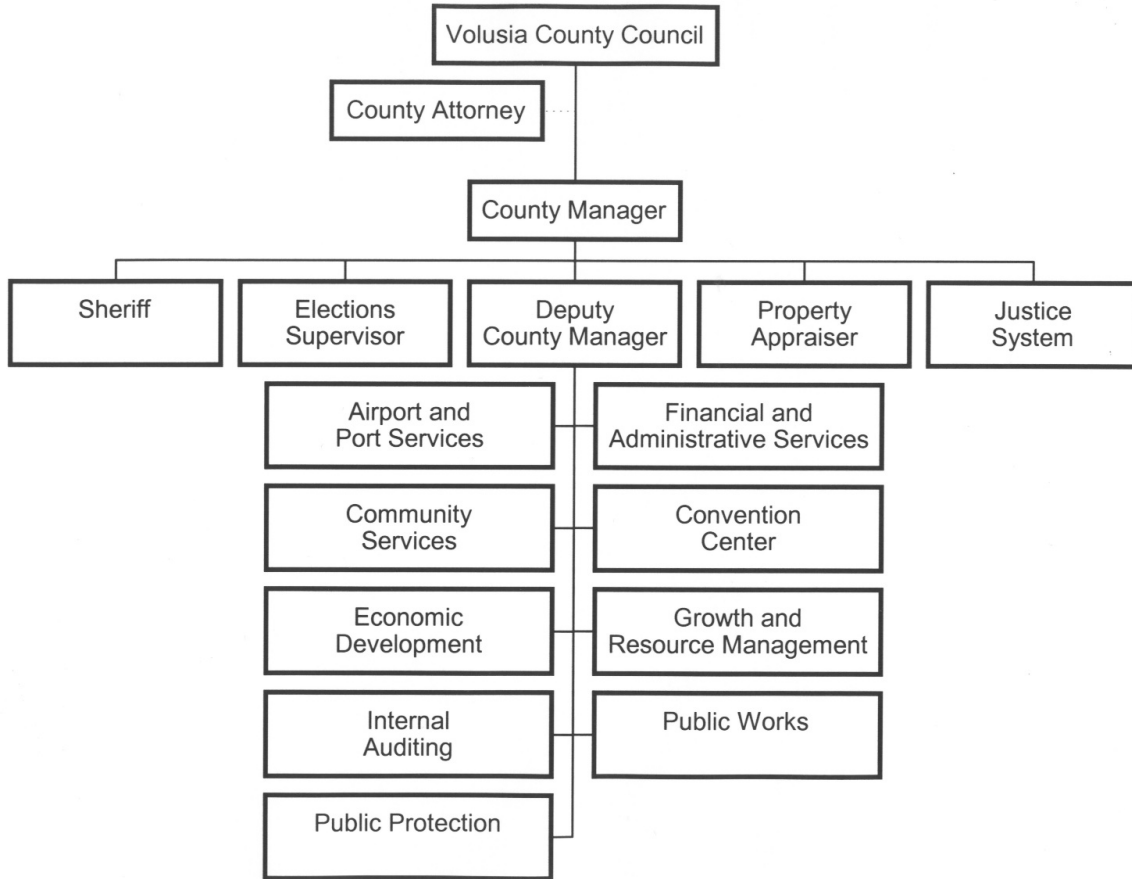 Volusia County Council
County Attorney
County Manager
Sheriff
Elections
Supervisor
Deputy
County Manager
Property
Appraiser
Justice
System
Airport and
Port Services
Financial and
Administrative Services
Community
Services
Convention
Center
Economic
Development
Growth and
Resource Management
Internal
Auditing
Public Works
Public Protection